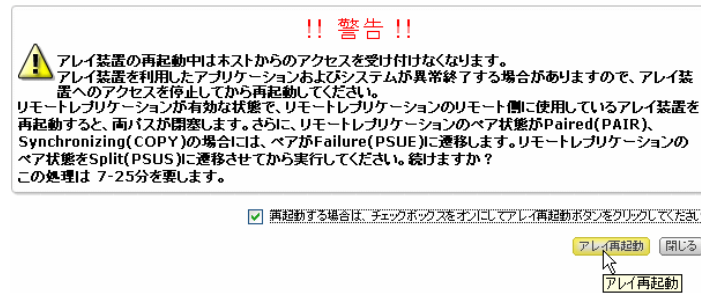 !! 警告 !!
アレイ装置の再起動中はホストからのアクセスを受け付けなくなります。
アレイ装置を利用したアプリケーションおよびシステムが異常終了する場合がありますので、アレイ装
置へのアクセスを停止してから再起動してください。
リモートレプリケーションが有効な状態で、リモートレプリケーションのリモート側に使用しているアレイ装置を
再起動すると、両パスが閉塞します。さらに、リモートレプリケーションのペア状態がPaired(PAIR)、
Synchronizing(COPY)の場合には、ペアがFailure(PSUE)に遷移します。リモートレプリケーションの
ペア状態をSplit(PSUS)に遷移させてから実行してください。続けますか？
この処理は 7-25分を要します。
再起動する場合は、チェックボックスをオンにしてアレイ再起動ボタンをクリックしてください
アレイ再起動 閉じる
アレイ再起動